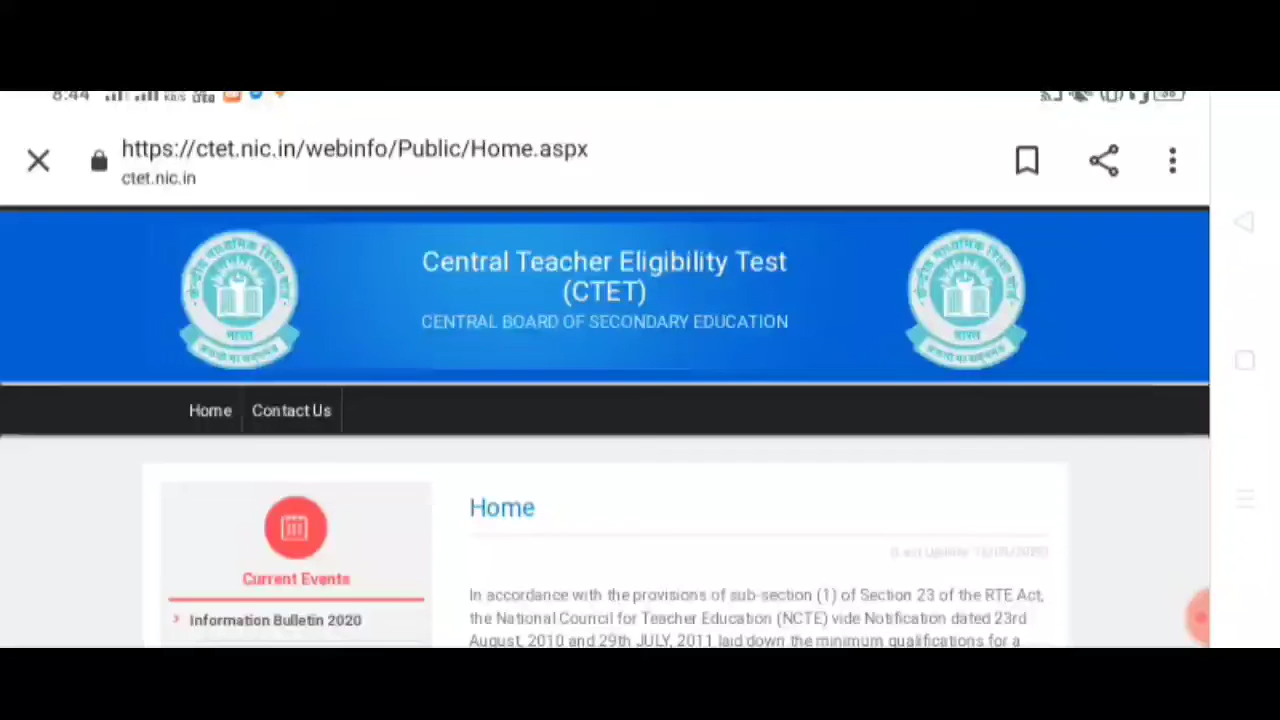 8:44
https://ctet.nic.in/webinfo/Public/Home.aspx
ctet.nic.in
Central Teacher Eligibility Test
(CTET)
CENTRAL BOARD OF SECONDARY EDUCATION
भारत
Home
Contact Us
Current Events
Information Bulletin 2020
Home
In accordance with the provisions of sub-section (1) of Section 23 of the RTE Act,
the National Council for Teacher Education (NCTE) vide Notification dated 23rd
August, 2010 and 29th JULY, 2011 laid down the minimum qualifications for a